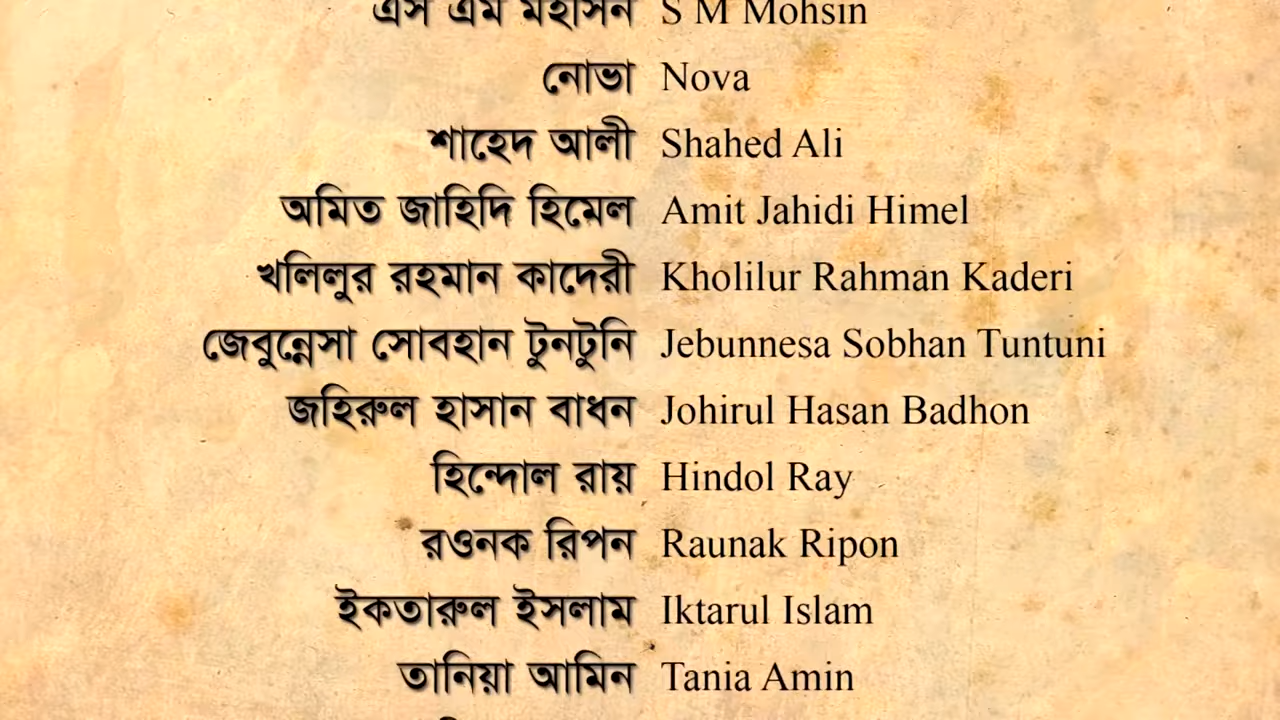 এস এম মহসিন S M Mohsin
নোভা Nova
শাহেদ আলী Shahed Ali
অমিত জাহিদি হিমেল Amit Jahidi Himel
খলিলুর রহমান কাদেরী Kholilur Rahman Kaderi
জেবুন্নেসা সোবহান টুনটুনি Jebunnesa Sobhan Tuntuni
জহিরুল হাসান বাধন Johirul Hasan Badhon
হিন্দোল রায় Hindol Ray
রওনক রিপন Raunak Ripon
ইকতারুল ইসলাম Iktarul Islam
তানিয়া আমিন Tania Amin